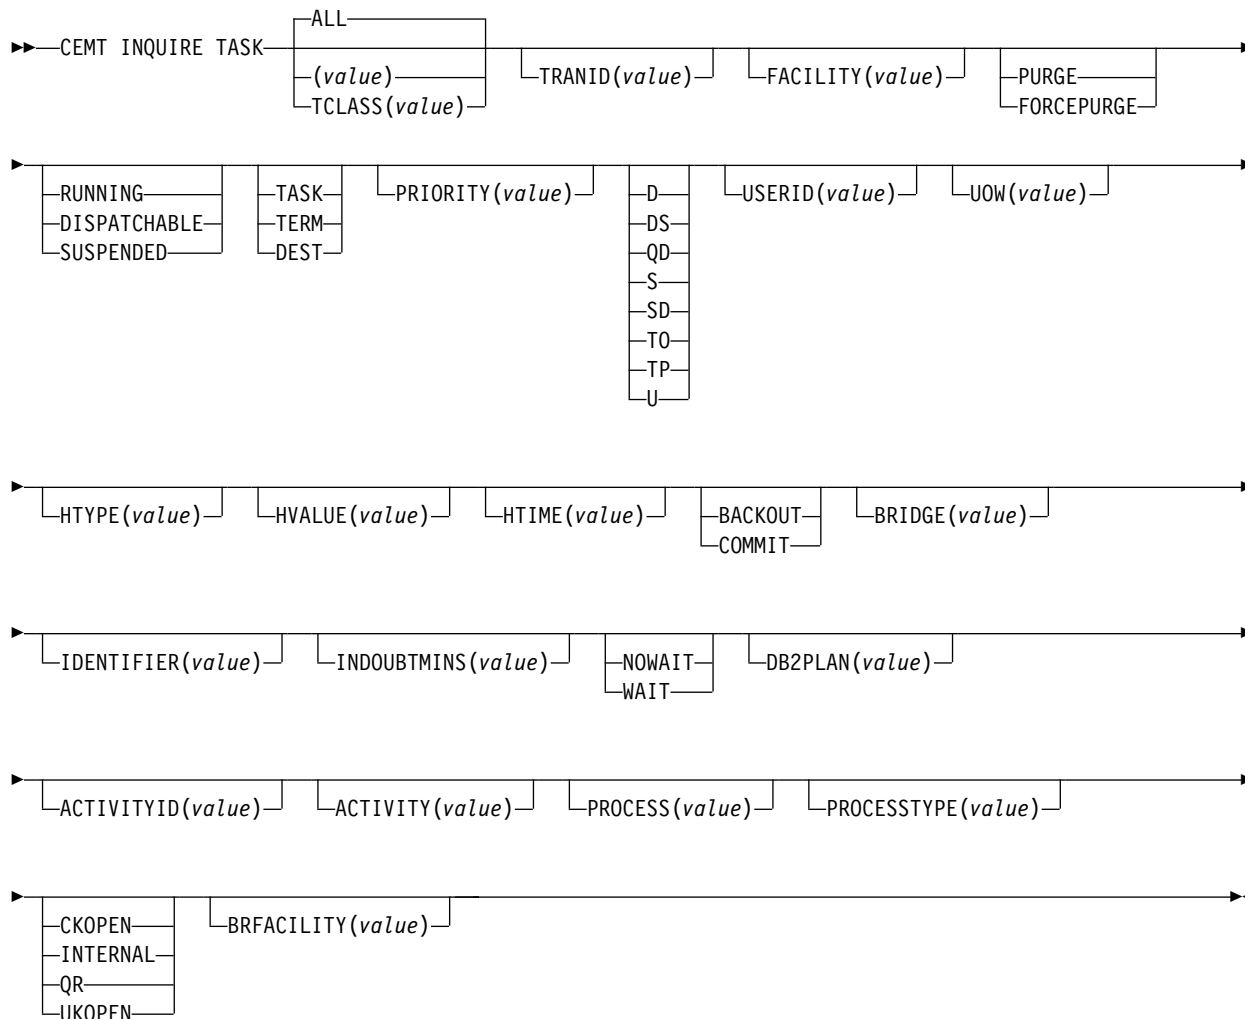 ALL
CEMT INQUIRE TASK
(value) TRANID(value) FACILITY(value) PURGE
TCLASS(value) FORCEPURGE
RUNNING TASK PRIORITY(value) D USERID(value) UOW(value)
DISPATCHABLE TERM DS
SUSPENDED DEST QD
S
SD
TO
TP
U
HTYPE(value) HVALUE(value) HTIME(value) BACKOUT BRIDGE(value)
COMMIT
IDENTIFIER(value) INDOUBTMINS(value) NOWAIT DB2PLAN(value)
WAIT
ACTIVITYID(value) ACTIVITY(value) PROCESS(value) PROCESSTYPE(value)
CKOPEN BRFACILITY(value)
INTERNAL
QR
UKOPEN